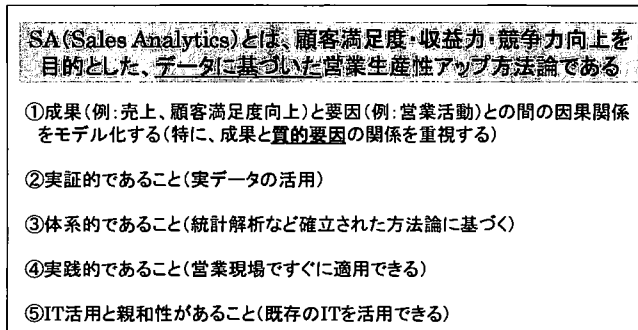 SA(Sales Analytics)とは、顧客満足度・収益力・競争力向上を
目的とした、データに基づいた営業生産性アップ方法論である
①成果(例:売上、顧客満足度向上)と要因(例:営業活動)との間の因果関係
をモデル化する(特に、成果と質的要因の関係を重視する)
②実証的であること(実データの活用)
③体系的であること(統計解析など確立された方法論に基づく)
④実践的であること(営業現場ですぐに適用できる)
⑤IT活用と親和性があること(既存のITを活用できる)